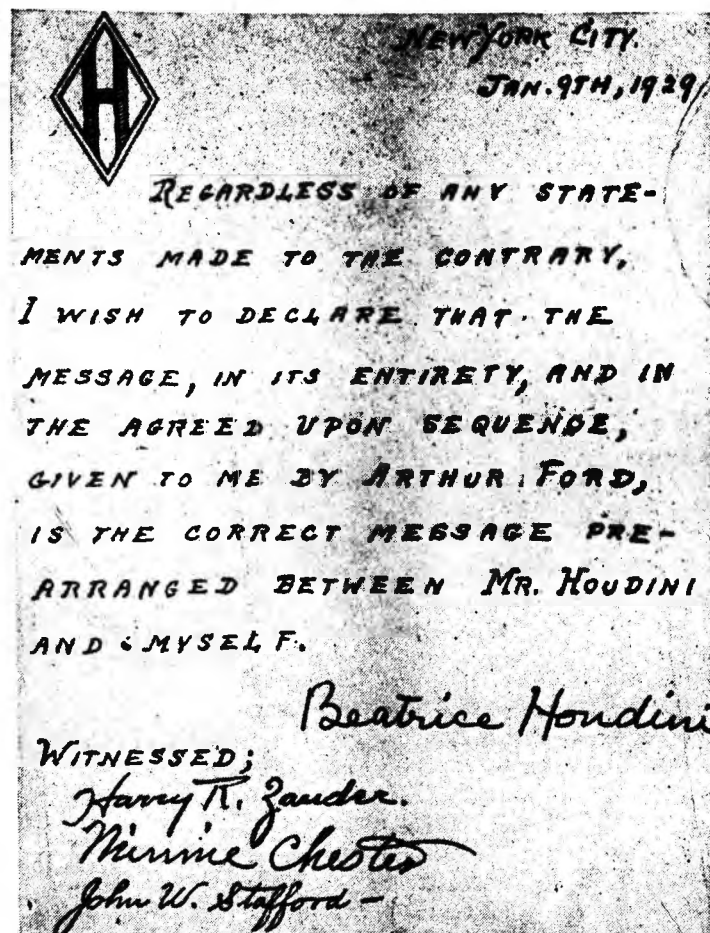 H
NEW YORK CITY.
JAN. 9TH, 1929
REGARDLESS OF ANY STATE-
MENTS MADE TO THE CONTRARY,
I WISH TO DECLARE THAT THE
MESSAGE, IN ITS ENTIRETY, AND IN
THE AGREED UPON SEQUENCE,
GIVEN TO ME BY ARTHUR FORD,
IS THE CORRECT MESSAGE PRE-
ARRANGED BETWEEN MR. HOUDINI
AND MYSELF.
Beatrice Houdini
WITNESSED;
Harry R. Zander.
Minnie Chester
John W. Stafford -